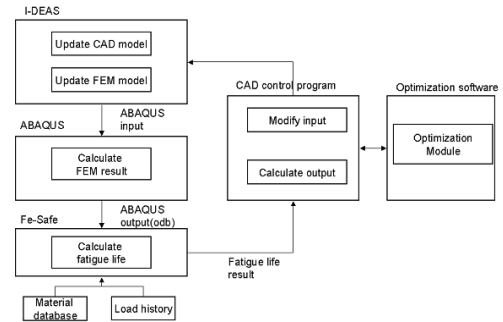 I-DEAS
Update CAD model
Update FEM model
ABAQUS
input
ABAQUS
Calculate
FEM result
ABAQUS
output(odb)
Fe-Safe
Calculate
fatigue life
Material
database
Load history
Fatigue life
result
CAD control program
Modify input
Calculate output
Optimization software
Optimization
Module